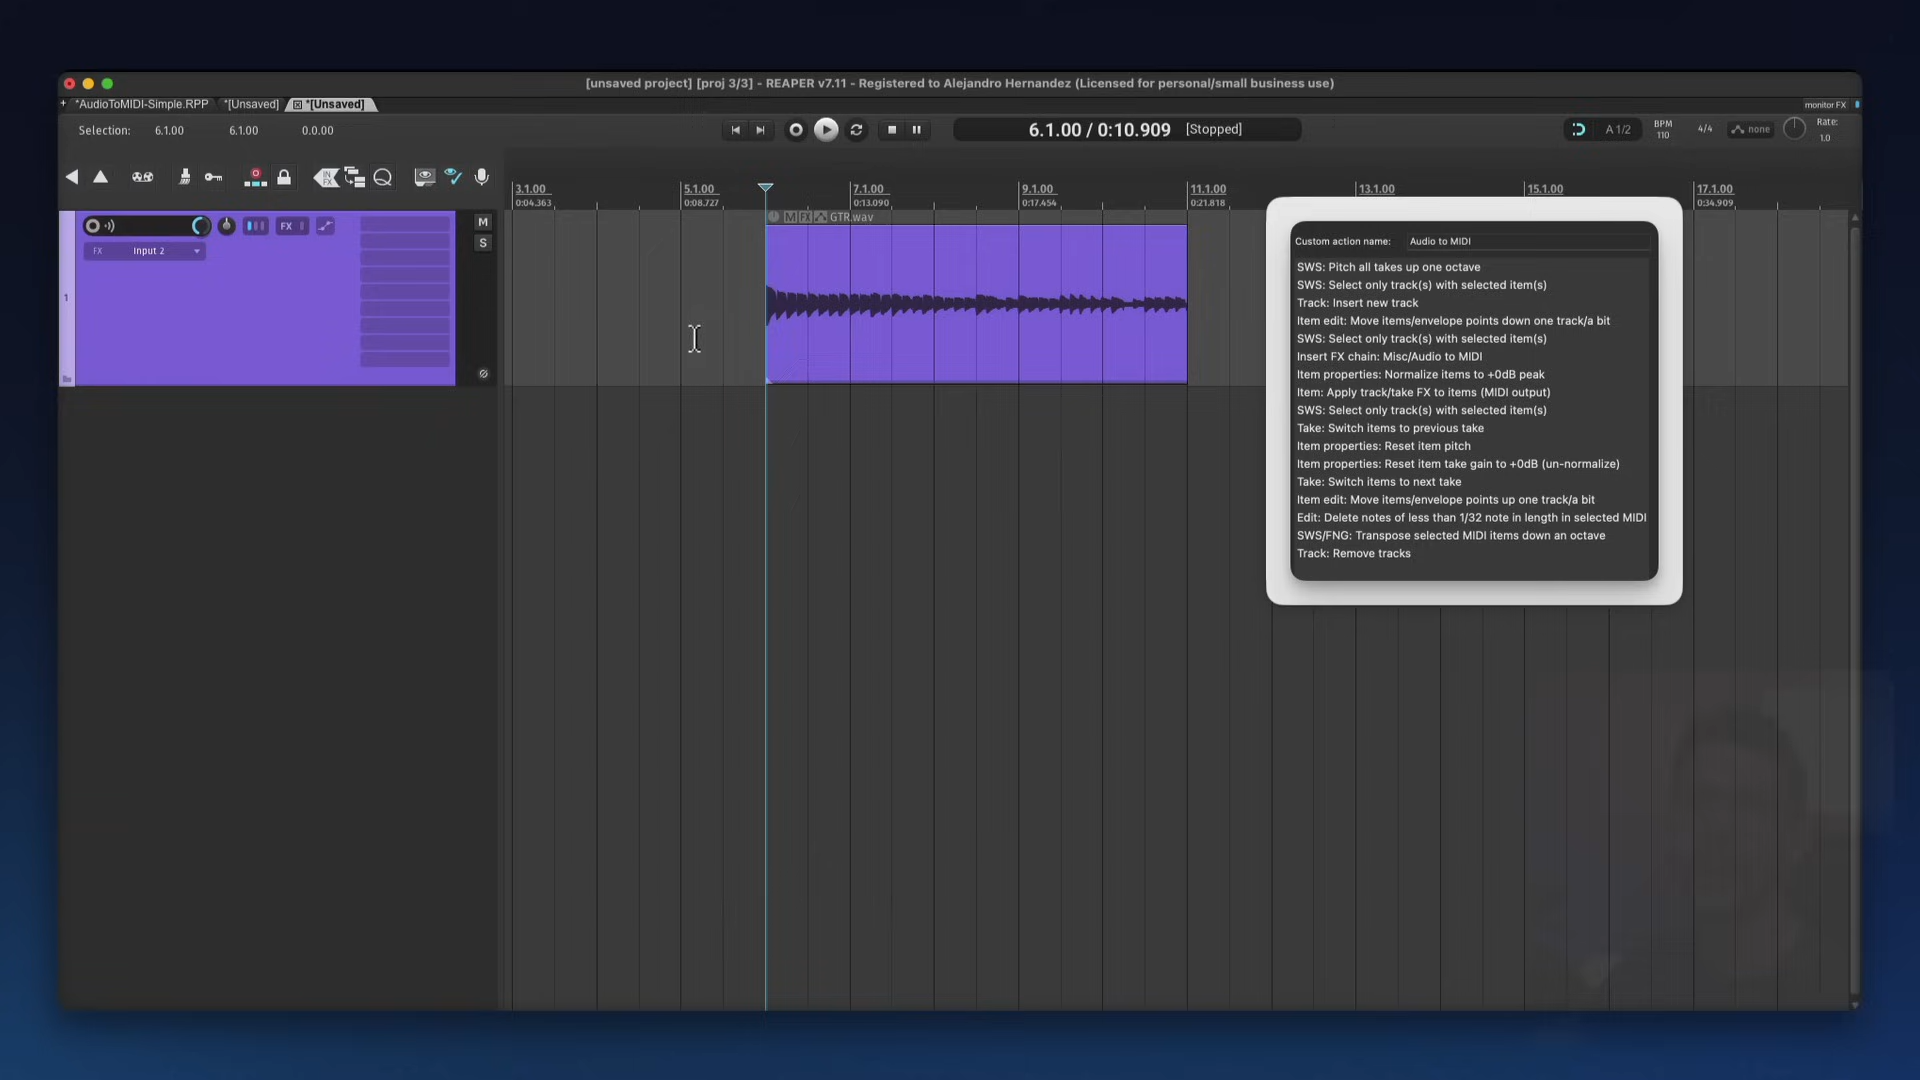 [unsaved project] [proj 3/3] - REAPER v7.11 - Registered to Alejandro Hernandez (Licensed for personal/small business use)
+ *AudioToMIDI-Simple.RPP *[Unsaved] *[Unsaved] monitor FX
Selection: 6.1.00 6.1.00 0.0.00 6.1.00 / 0:10.909 [Stopped] A 1/2 BPM 110 4/4 none Rate: 1.0
IN FX
3.1.00 5.1.00 7.1.00 9.1.00 11.1.00 13.1.00 15.1.00 17.1.00
0:04.363 0:08.727 0:13.090 0:17.454 0:21.818 0:34.909
M FX GTR.wav
FX M
FX Input 2 S
1
Custom action name: Audio to MIDI
SWS: Pitch all takes up one octave
SWS: Select only track(s) with selected item(s)
Track: Insert new track
Item edit: Move items/envelope points down one track/a bit
SWS: Select only track(s) with selected item(s)
Insert FX chain: Misc/Audio to MIDI
Item properties: Normalize items to +0dB peak
Item: Apply track/take FX to items (MIDI output)
SWS: Select only track(s) with selected item(s)
Take: Switch items to previous take
Item properties: Reset item pitch
Item properties: Reset item take gain to +0dB (un-normalize)
Take: Switch items to next take
Item edit: Move items/envelope points up one track/a bit
Edit: Delete notes of less than 1/32 note in length in selected MIDI
SWS/FNG: Transpose selected MIDI items down an octave
Track: Remove tracks